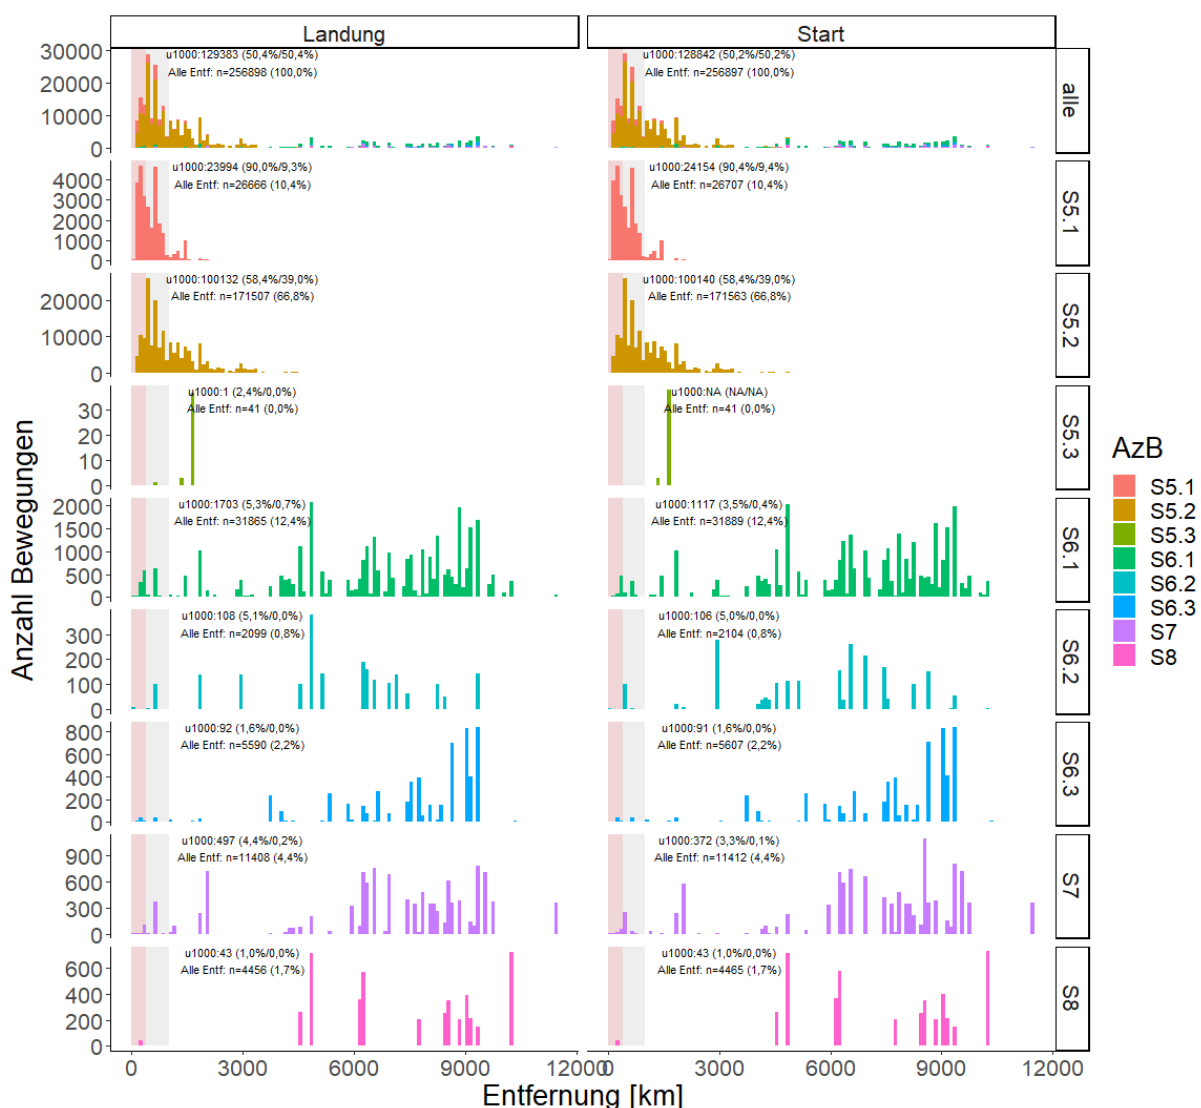 Landung
Start
30000
20000
10000
0
u1000:129383 (50,4%/50,4%)
Alle Entf: n=256898 (100,0%)
u1000:128842 (50,2%/50,2%)
Alle Entf: n=256897 (100,0%)
alle
4000
3000
2000
1000
0
u1000:23994 (90,0%/9,3%)
Alle Entf: n=26666 (10,4%)
u1000:24154 (90,4%/9,4%)
Alle Entf: n=26707 (10,4%)
S5.1
20000
10000
0
u1000:100132 (58,4%/39,0%)
Alle Entf: n=171507 (66,8%)
u1000:100140 (58,4%/39,0%)
Alle Entf: n=171563 (66,8%)
S5.2
30
20
10
0
u1000:1 (2,4%/0,0%)
Alle Entf: n=41 (0,0%)
u1000:NA (NA/NA)
Alle Entf: n=41 (0,0%)
S5.3
2000
1500
1000
500
0
u1000:1703 (5,3%/0,7%)
Alle Entf: n=31865 (12,4%)
u1000:1117 (3,5%/0,4%)
Alle Entf: n=31889 (12,4%)
S6.1
300
200
100
0
u1000:108 (5,1%/0,0%)
Alle Entf: n=2099 (0,8%)
u1000:106 (5,0%/0,0%)
Alle Entf: n=2104 (0,8%)
S6.2
800
600
400
200
0
u1000:92 (1,6%/0,0%)
Alle Entf: n=5590 (2,2%)
u1000:91 (1,6%/0,0%)
Alle Entf: n=5607 (2,2%)
S6.3
900
600
300
0
u1000:497 (4,4%/0,2%)
Alle Entf: n=11408 (4,4%)
u1000:372 (3,3%/0,1%)
Alle Entf: n=11412 (4,4%)
S7
600
400
200
0
u1000:43 (1,0%/0,0%)
Alle Entf: n=4456 (1,7%)
u1000:43 (1,0%/0,0%)
Alle Entf: n=4465 (1,7%)
S8
0
3000
6000
9000
12000
0
3000
6000
9000
12000
Entfernung [km]
Anzahl Bewegungen
AzB
S5.1
S5.2
S5.3
S6.1
S6.2
S6.3
S7
S8